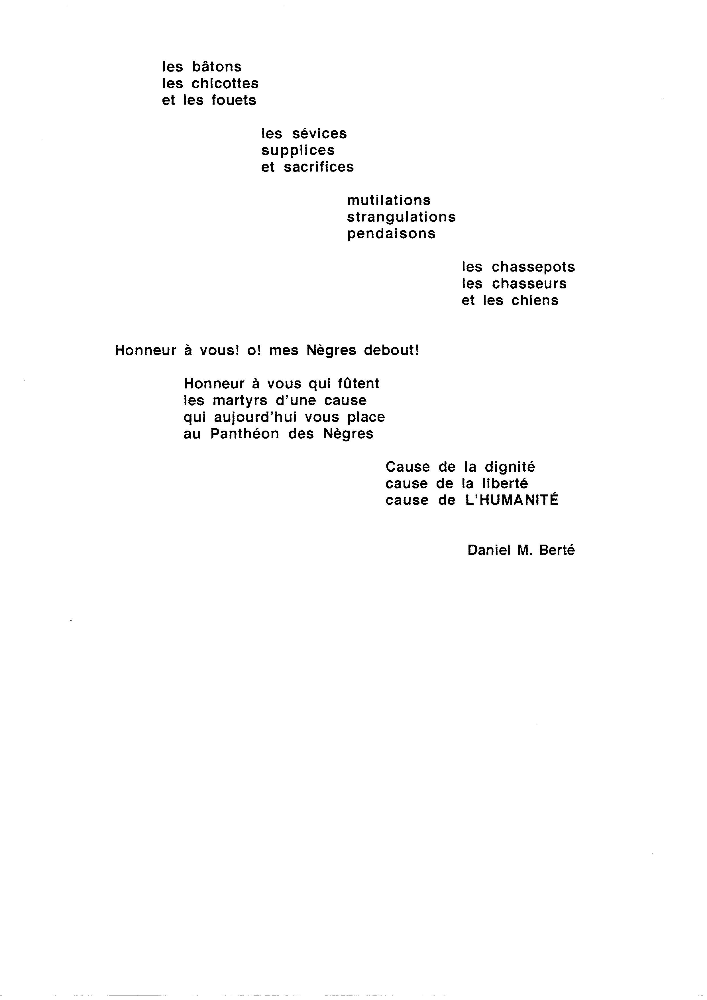 les bâtons
les chicottes
et les fouets
les sévices
supplices
et sacrifices
mutilations
strangulations
pendaisons
les chassepots
les chasseurs
et les chiens
Honneur à vous! o! mes Nègres debout!
Honneur à vous qui fûtent
les martyrs d'une cause
qui aujourd'hui vous place
au Panthéon des Nègres
Cause de la dignité
cause de la liberté
cause de L'HUMANITÉ
Daniel M. Berté